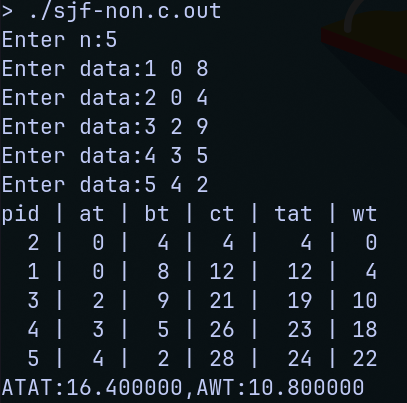 > ./sjf-non.c.out
Enter n:5
Enter data:1 0 8
Enter data:2 0 4
Enter data:3 2 9
Enter data:4 3 5
Enter data:5 4 2
pid | at | bt | ct | tat | wt
  2 |  0 |  4 |  4 |   4 |  0
  1 |  0 |  8 | 12 |  12 |  4
  3 |  2 |  9 | 21 |  19 | 10
  4 |  3 |  5 | 26 |  23 | 18
  5 |  4 |  2 | 28 |  24 | 22
ATAT:16.400000,AWT:10.800000